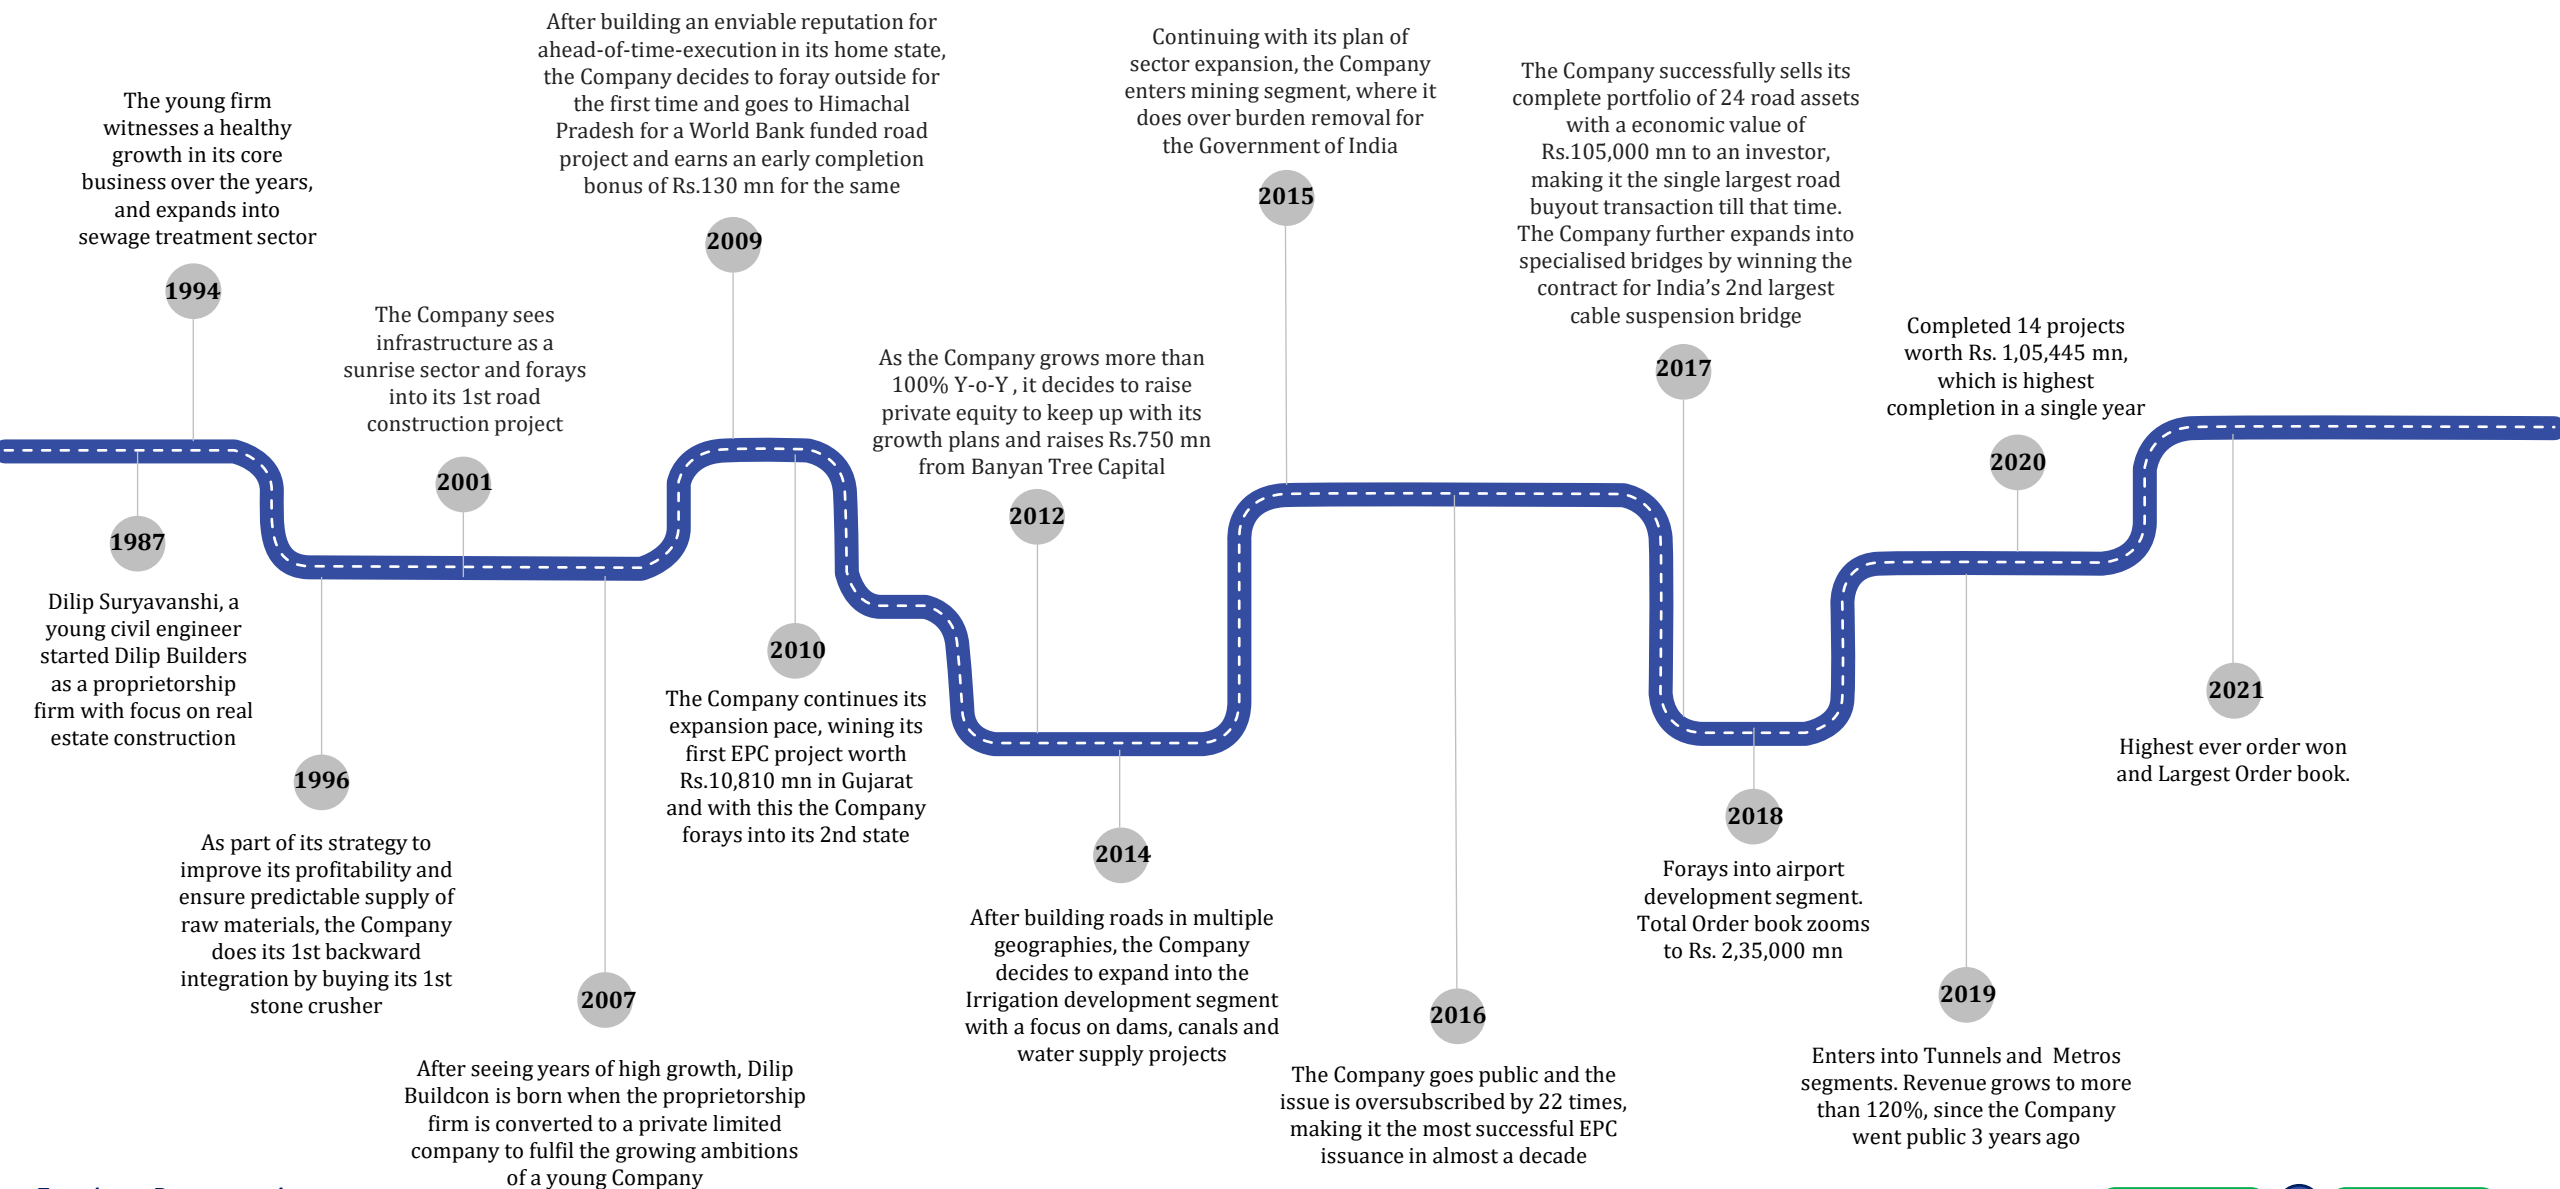 The young firm
witnesses a healthy
growth in its core
business over the years,
and expands into
sewage treatment sector
1994
1987
Dilip Suryavanshi, a
young civil engineer
started Dilip Builders
as a proprietorship
firm with focus on real
estate construction
1996
As part of its strategy to
improve its profitability and
ensure predictable supply of
raw materials, the Company
does its 1st backward
integration by buying its 1st
stone crusher
The Company sees
infrastructure as a
sunrise sector and forays
into its 1st road
construction project
2001
2007
After seeing years of high growth, Dilip
Buildcon is born when the proprietorship
firm is converted to a private limited
company to fulfil the growing ambitions
of a young Company
After building an enviable reputation for
ahead-of-time-execution in its home state,
the Company decides to foray outside for
the first time and goes to Himachal
Pradesh for a World Bank funded road
project and earns an early completion
bonus of Rs.130 mn for the same
2009
2010
The Company continues its
expansion pace, wining its
first EPC project worth
Rs.10,810 mn in Gujarat
and with this the Company
forays into its 2nd state
As the Company grows more than
100% Y-o-Y , it decides to raise
private equity to keep up with its
growth plans and raises Rs.750 mn
from Banyan Tree Capital
2012
2014
After building roads in multiple
geographies, the Company
decides to expand into the
Irrigation development segment
with a focus on dams, canals and
water supply projects
Continuing with its plan of
sector expansion, the Company
enters mining segment, where it
does over burden removal for
the Government of India
2015
2016
The Company goes public and the
issue is oversubscribed by 22 times,
making it the most successful EPC
issuance in almost a decade
The Company successfully sells its
complete portfolio of 24 road assets
with a economic value of
Rs.105,000 mn to an investor,
making it the single largest road
buyout transaction till that time.
The Company further expands into
specialised bridges by winning the
contract for India’s 2nd largest
cable suspension bridge
2017
2018
Forays into airport
development segment.
Total Order book zooms
to Rs. 2,35,000 mn
2019
Enters into Tunnels and Metros
segments. Revenue grows to more
than 120%, since the Company
went public 3 years ago
Completed 14 projects
worth Rs. 1,05,445 mn,
which is highest
completion in a single year
2020
2021
Highest ever order won
and Largest Order book.